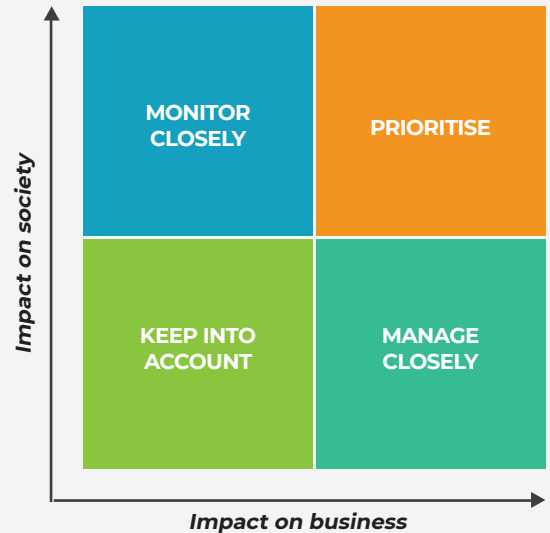 Impact on society
MONITOR
CLOSELY
PRIORITISE
KEEP INTO
ACCOUNT
MANAGE
CLOSELY
Impact on business